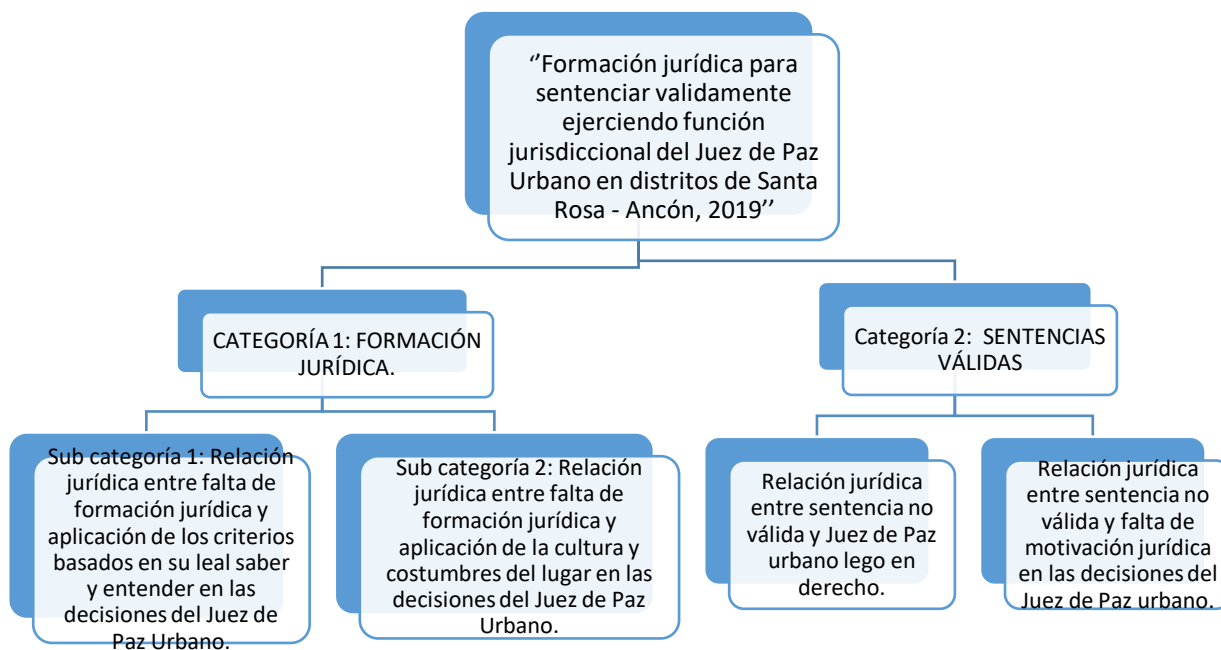 ‘’Formación jurídica para
sentenciar validamente
ejerciendo función
jurisdiccional del Juez de Paz
Urbano en distritos de Santa
Rosa - Ancón, 2019’’
CATEGORÍA 1: FORMACIÓN
JURÍDICA.
Categoría 2: SENTENCIAS
VÁLIDAS
Sub categoría 1: Relación
jurídica entre falta de
formación jurídica y
aplicación de los criterios
basados en su leal saber
y entender en las
decisiones del Juez de
Paz Urbano.
Sub categoría 2: Relación
jurídica entre falta de
formación jurídica y
aplicación de la cultura y
costumbres del lugar en las
decisiones del Juez de Paz
Urbano.
Relación jurídica
entre sentencia no
válida y Juez de Paz
urbano lego en
derecho.
Relación jurídica
entre sentencia no
válida y falta de
motivación jurídica
en las decisiones del
Juez de Paz urbano.